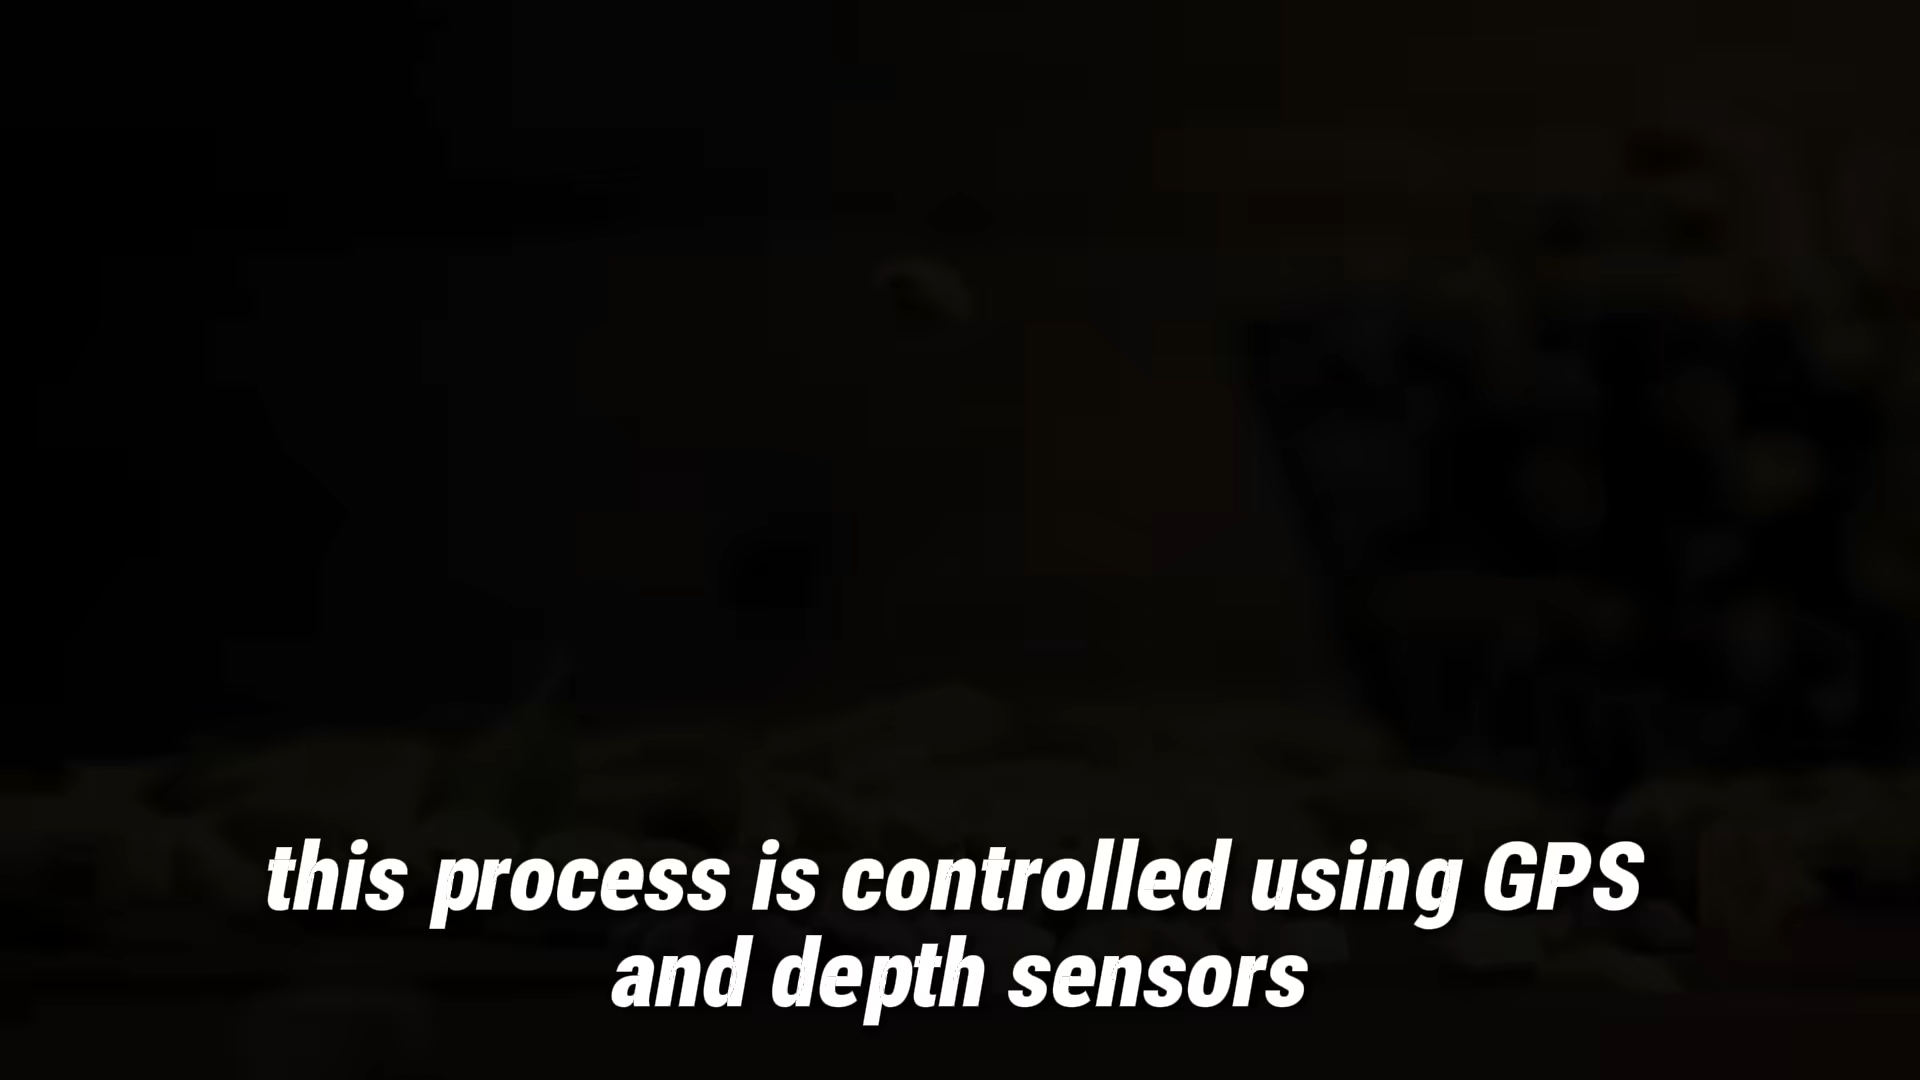 this process is controlled using GPS
and depth sensors